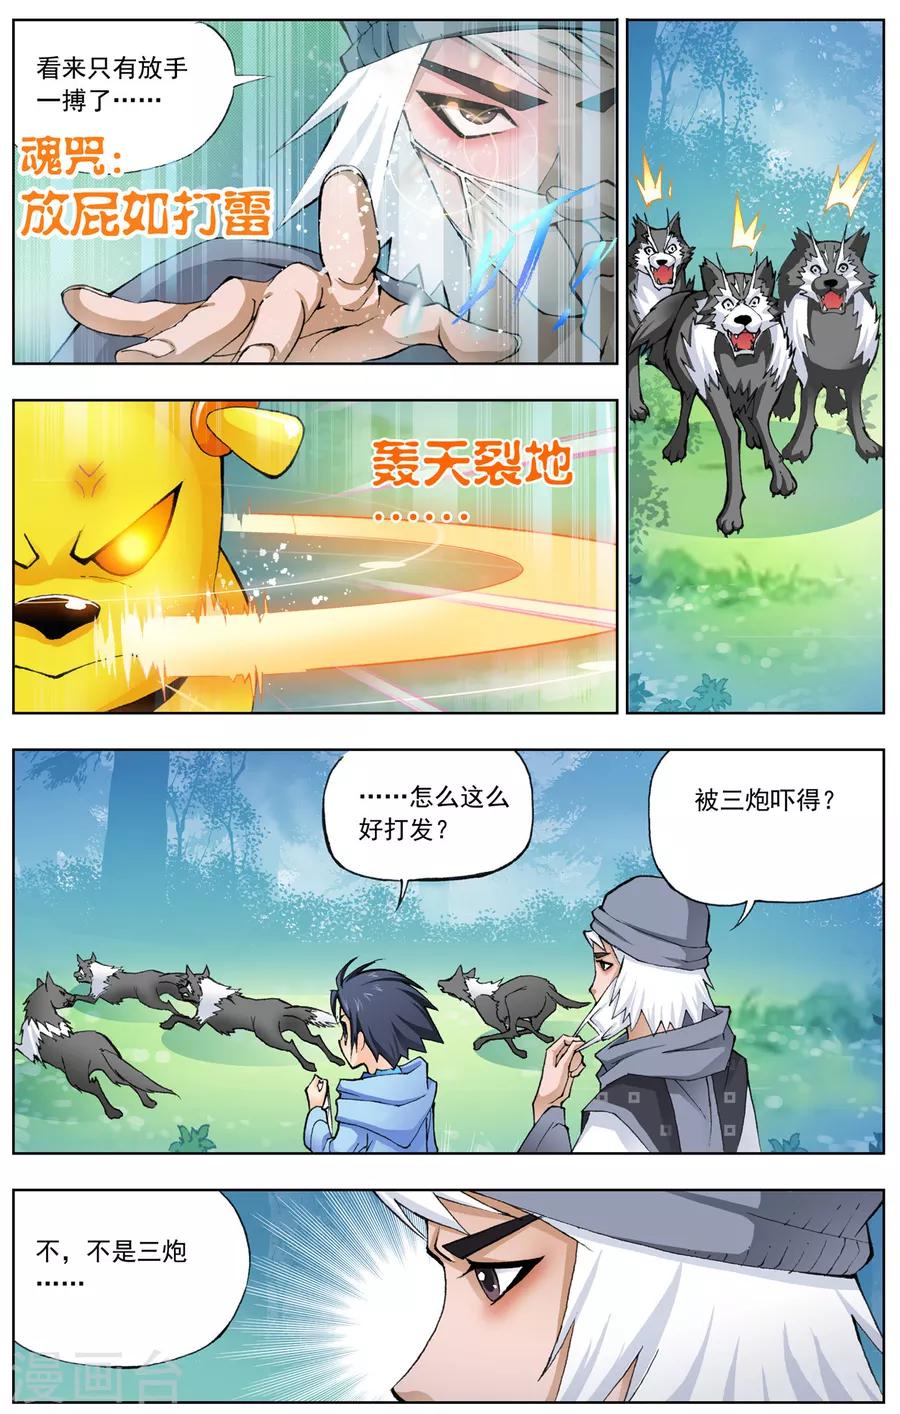 看来只有放手
一搏了……
魂咒：
放屁如打雷
轰天裂地
……
……怎么这么
好打发？
被三炮吓得？
不，不是三炮
……
漫画台